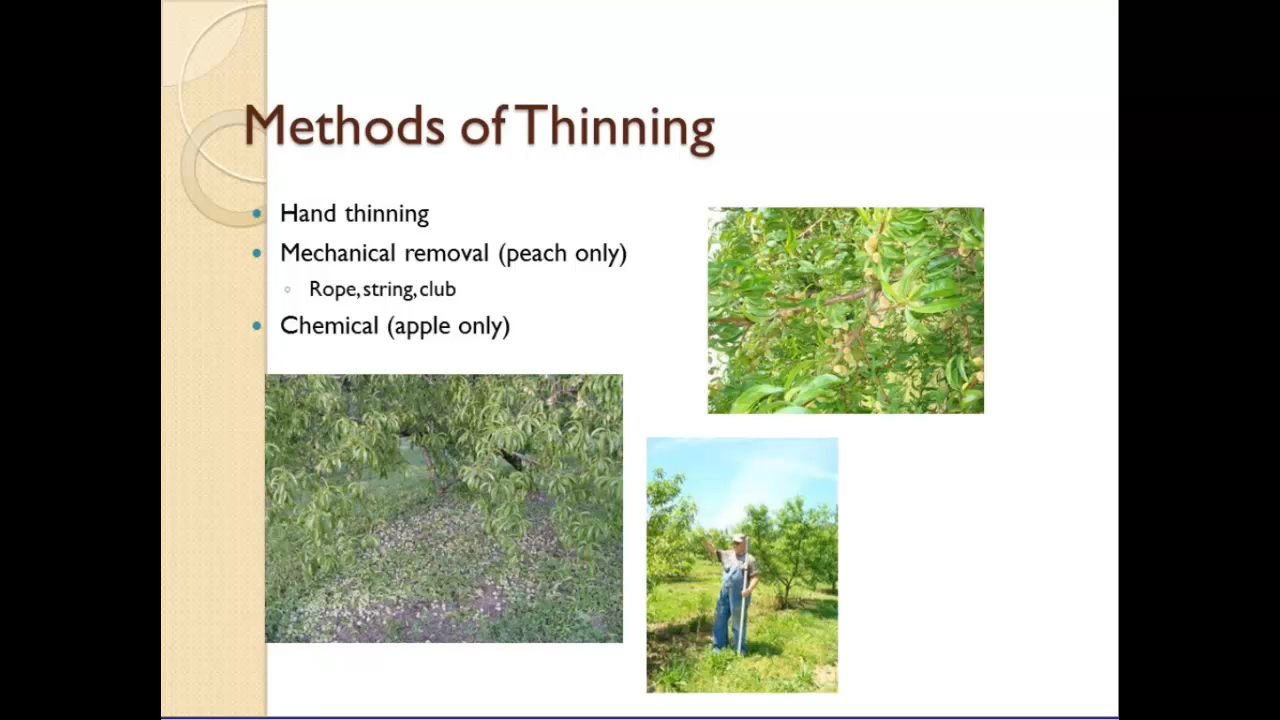 Methods of Thinning
Hand thinning
Mechanical removal (peach only)
Rope, string, club
Chemical (apple only)